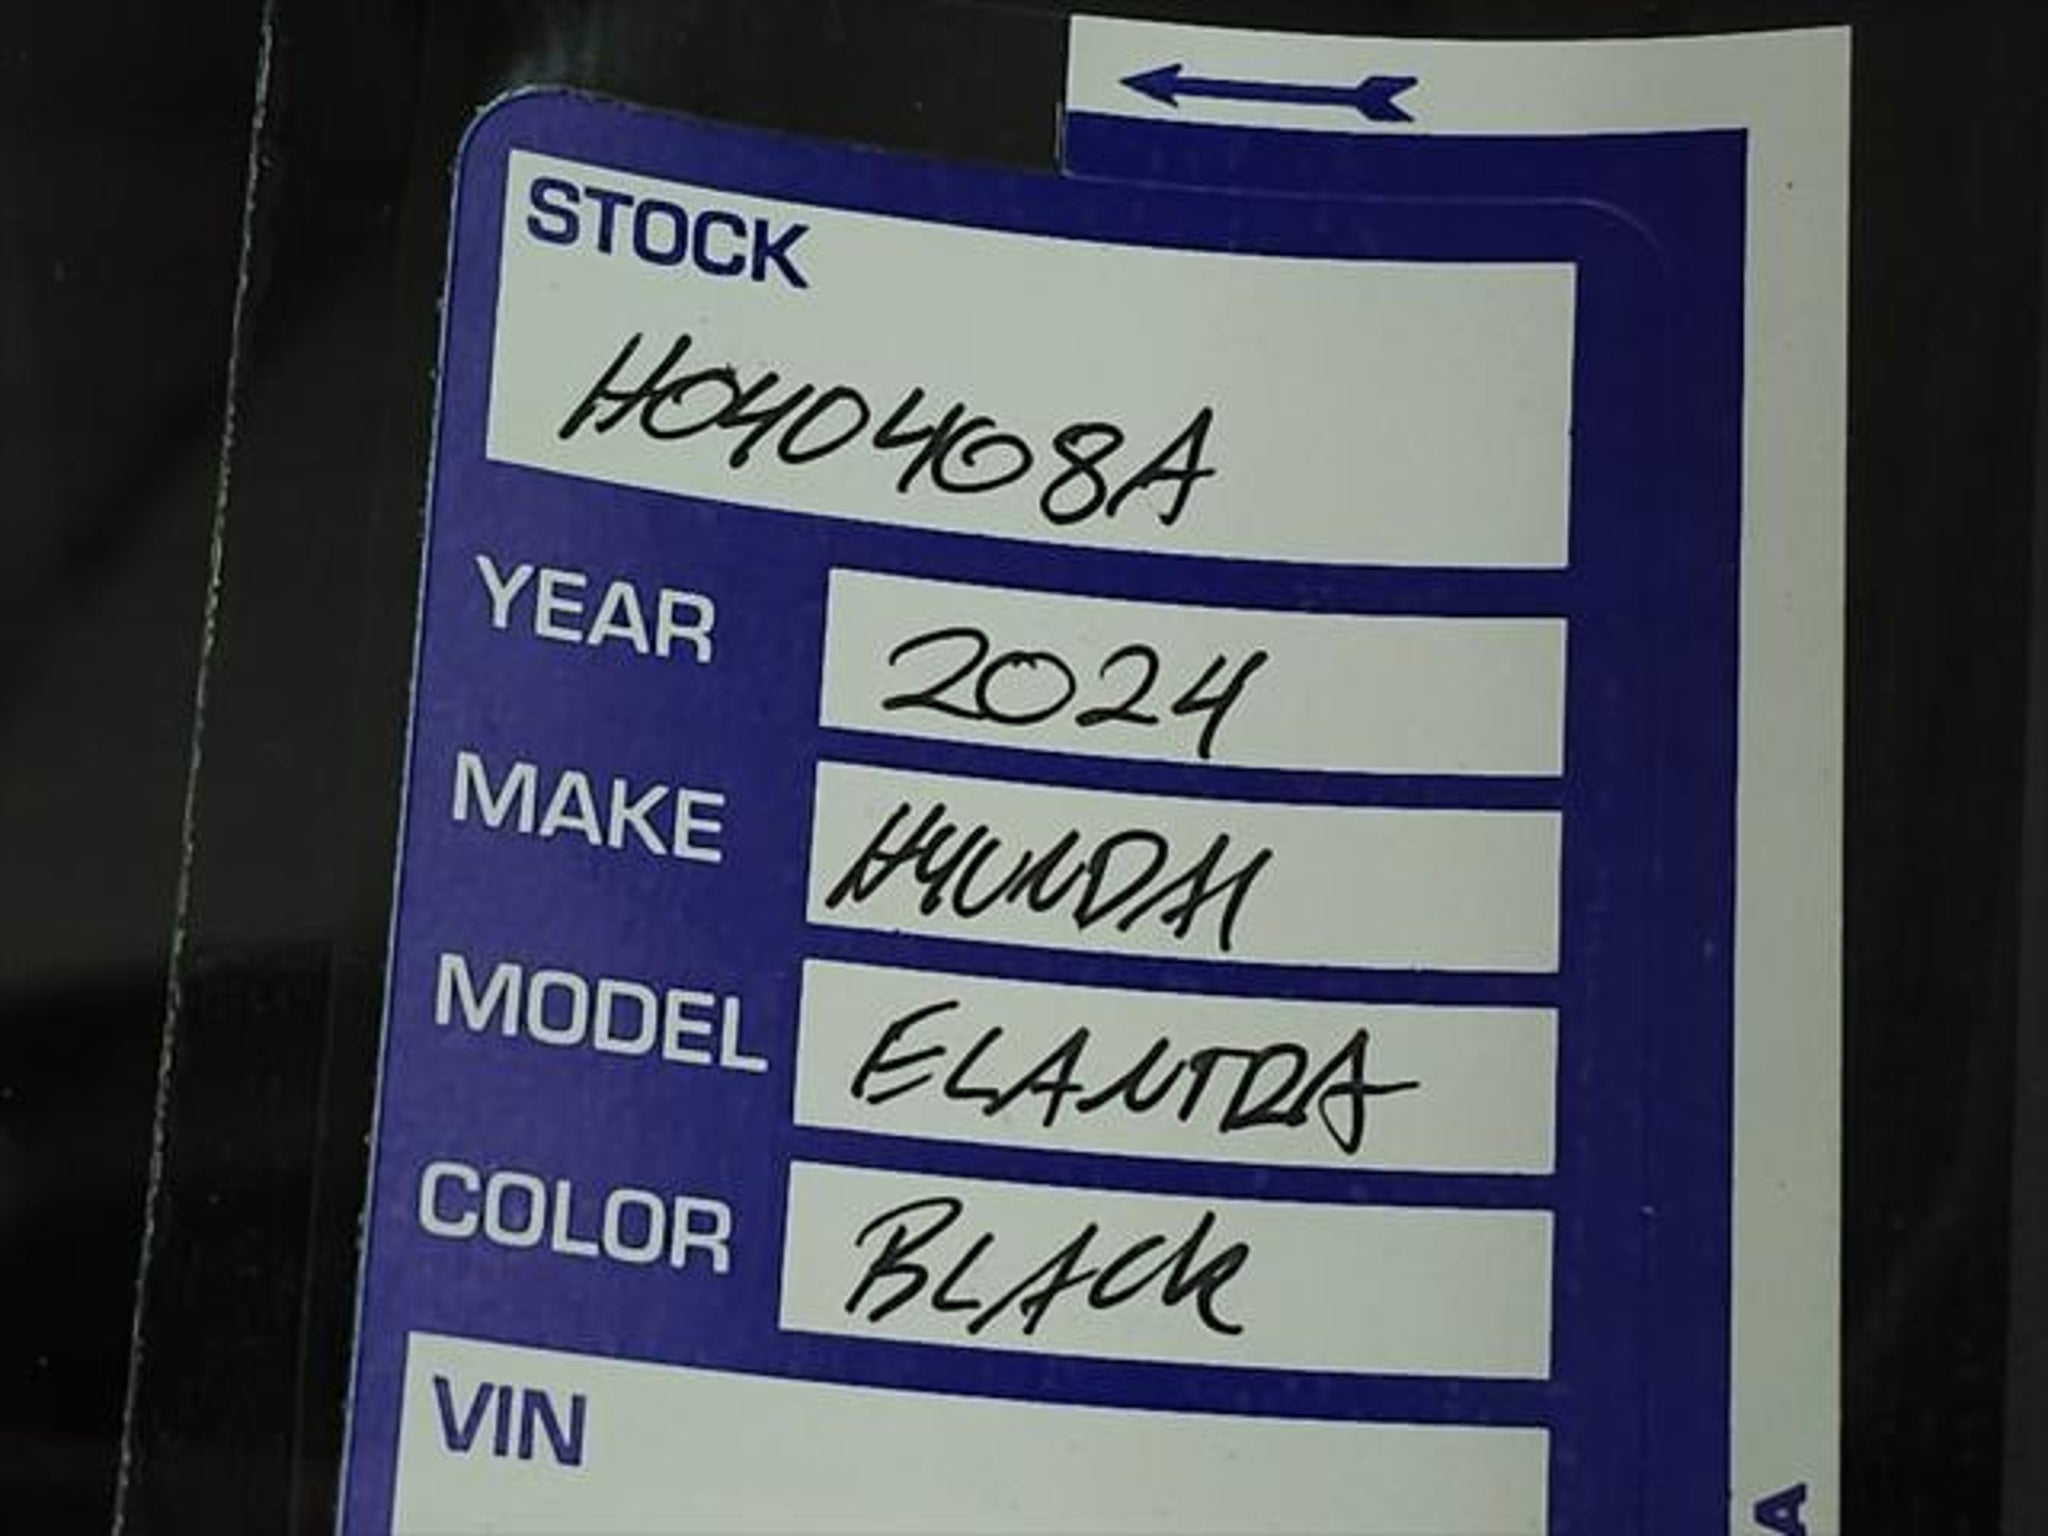 STOCK
H040408A
YEAR 2024
MAKE HYUNDAI
MODEL ELANTRA
COLOR BLACK
VIN
A